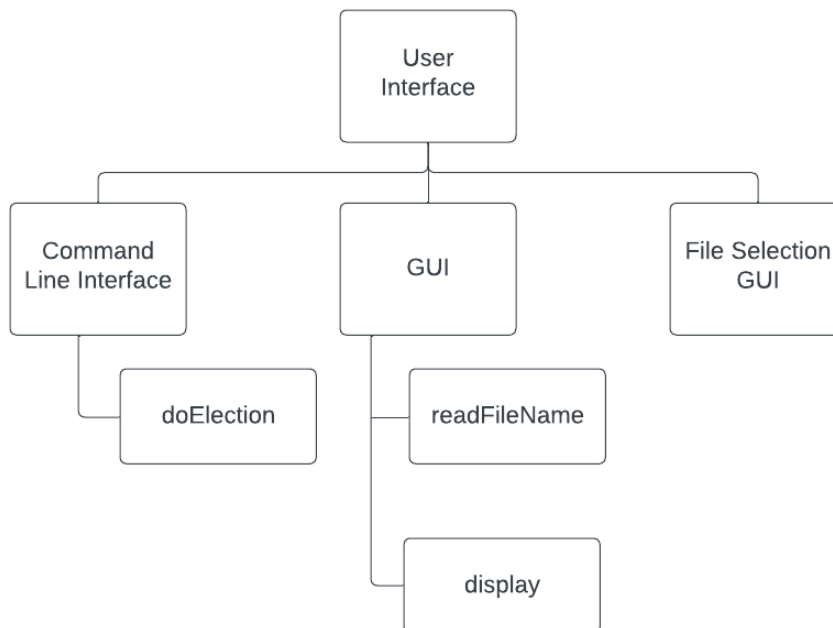 User
Interface
Command
Line Interface
GUI
File Selection
GUI
doElection
readFileName
display